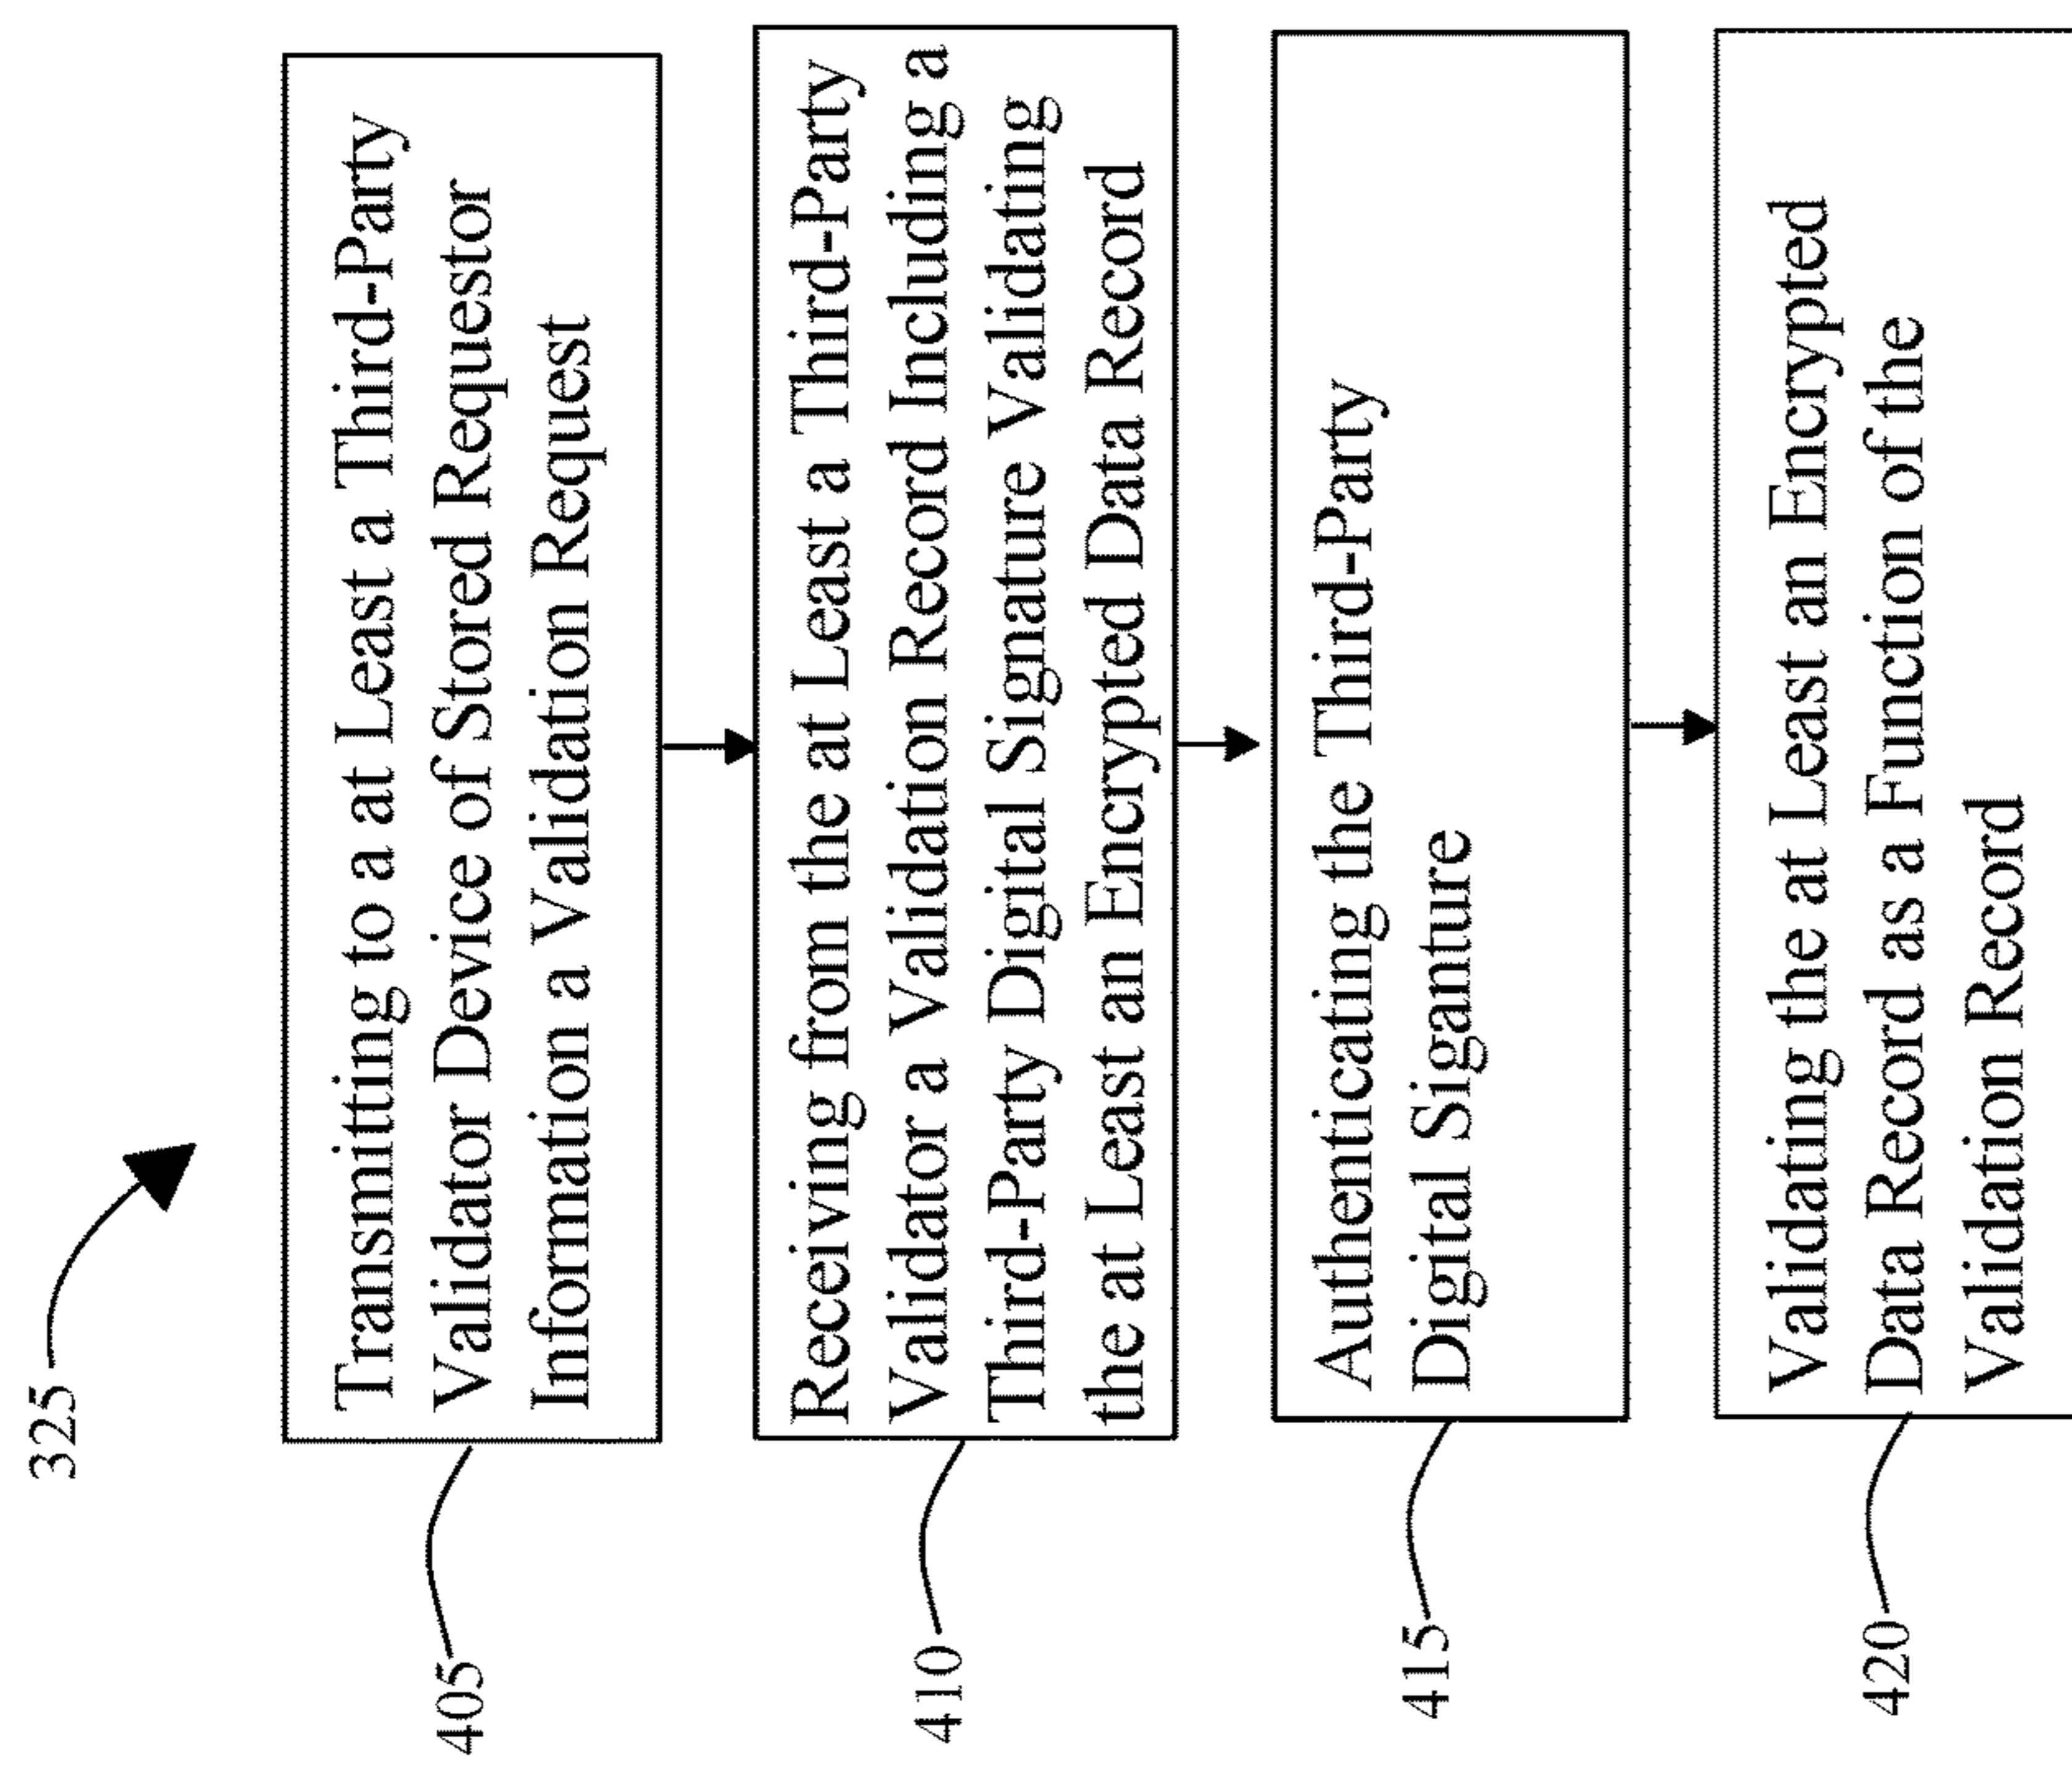 325
405
Transmitting to a at Least a Third-Party
Validator Device of Stored Requestor
Information a Validation Request
410
Receiving from the at Least a Third-Party
Validator a Validation Record Including a
Third-Party Digital Signature Validating
the at Least an Encrypted Data Record
415
Authenticating the Third-Party
Digital Siganture
420
Validating the at Least an Encrypted
Data Record as a Function of the
Validation Record